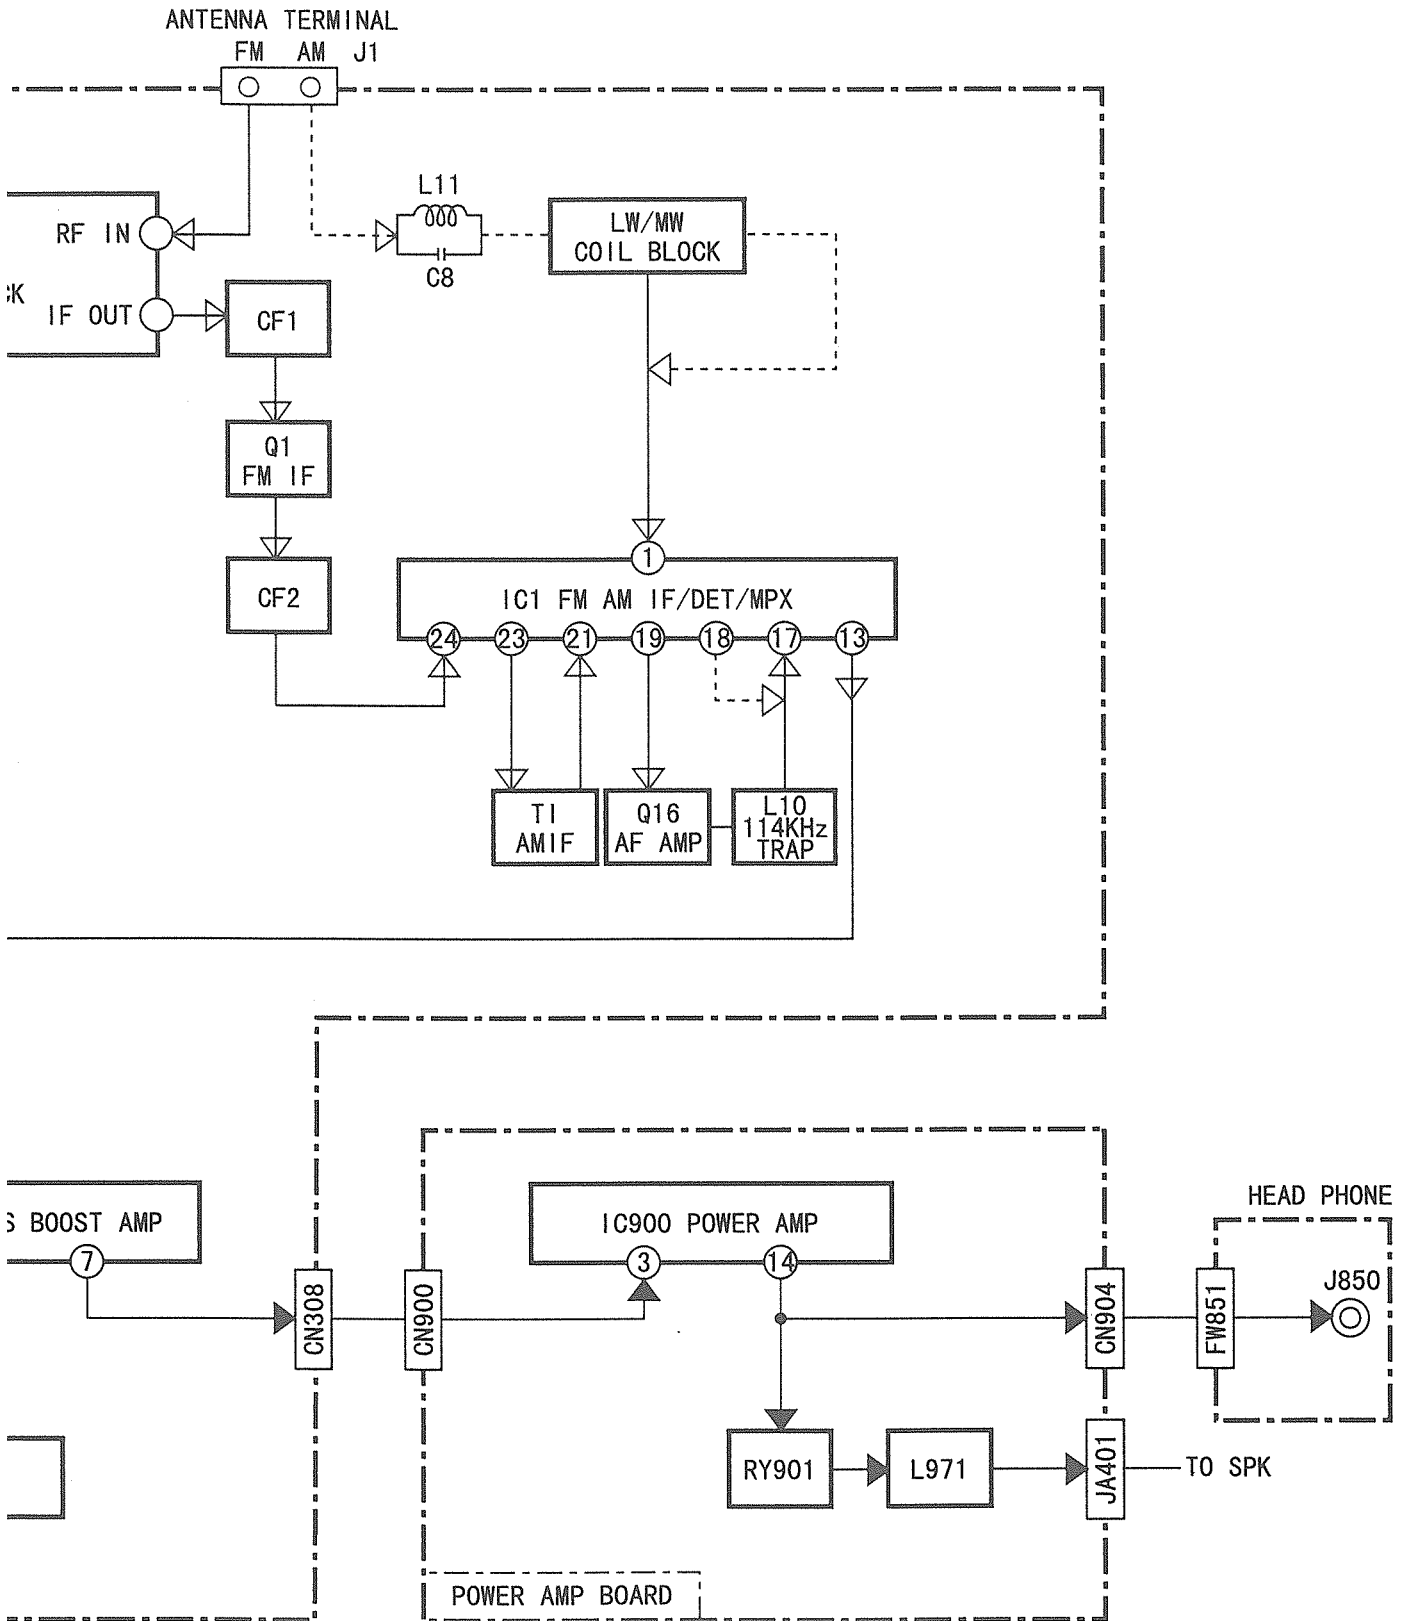 ANTENNA TERMINAL
FM AM J1
L11
RF IN
LW/MW
COIL BLOCK
C8
CK
IF OUT
CF1
Q1
FM IF
CF2
1
IC1 FM AM IF/DET/MPX
24 23 21 19 18 17 13
TI
AMIF
Q16
AF AMP
L10
114KHz
TRAP
S BOOST AMP
7
IC900 POWER AMP
3 14
HEAD PHONE
J850
CN308
CN900
CN904
FW851
RY901
L971
JA401
TO SPK
POWER AMP BOARD